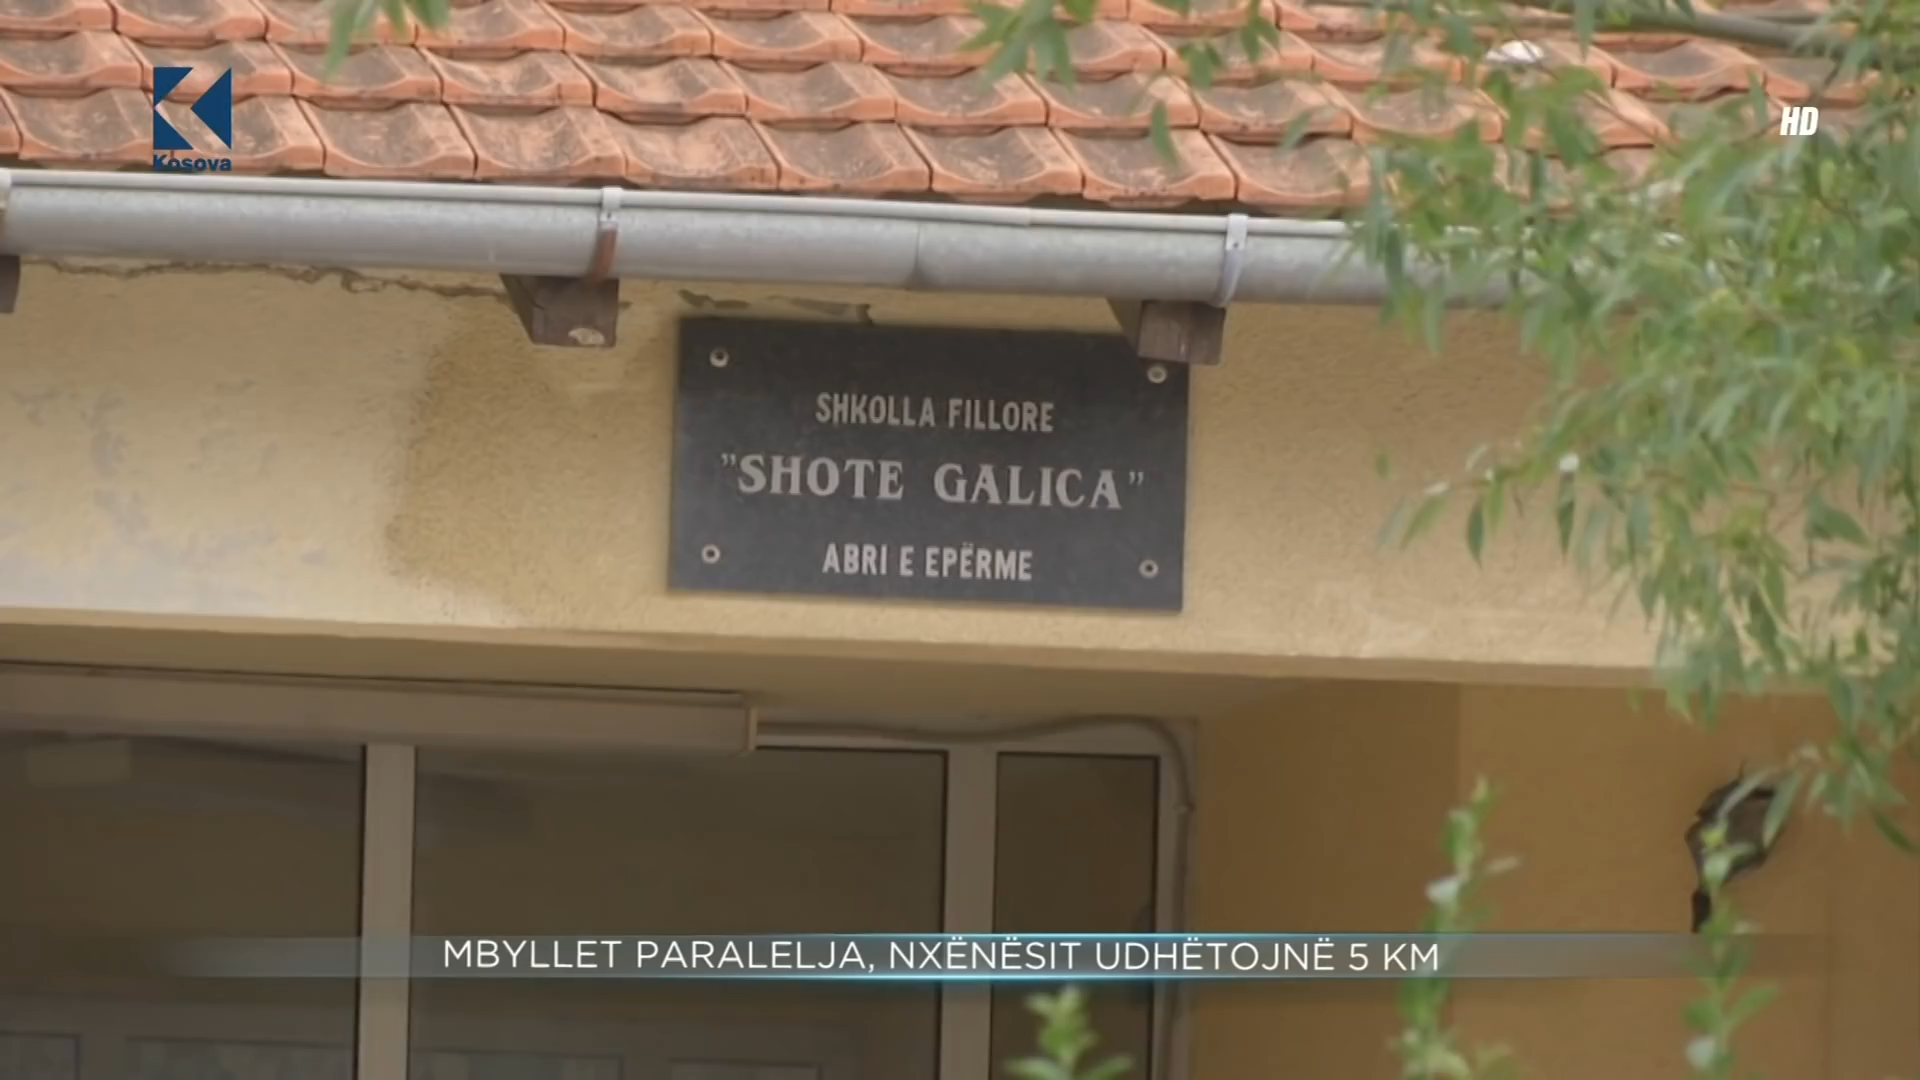 Kosova
HD
SHKOLLA FILLORE
"SHOTE GALICA"
ABRI E EPËRME
MBYLLET PARALELJA, NXËNËSIT UDHËTOJNË 5 KM